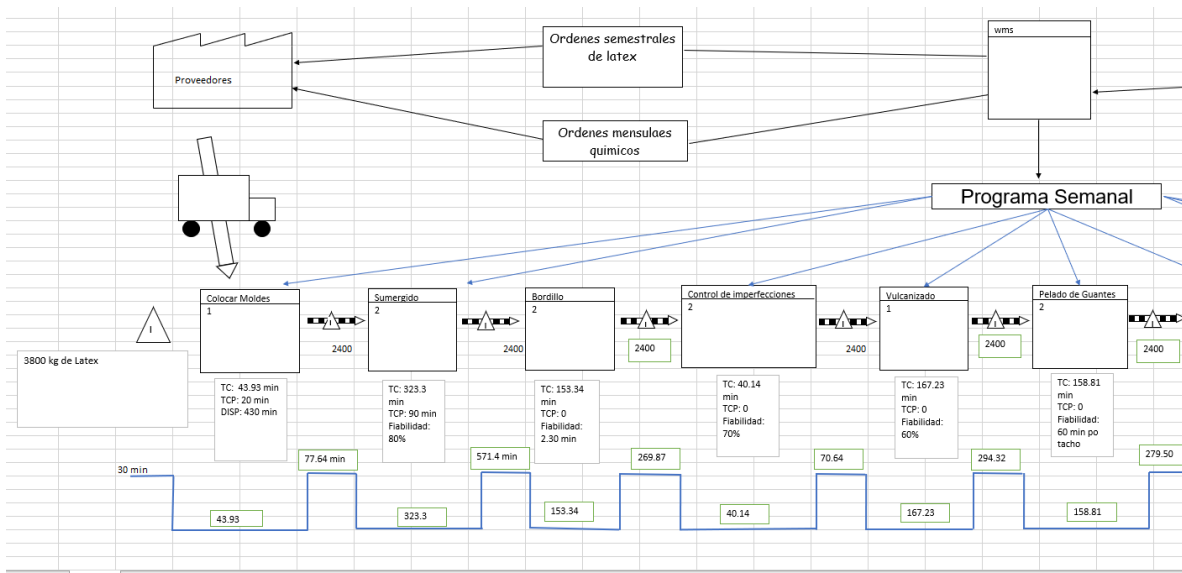 Ordenes semestrales
de latex
wms
Proveedores
Ordenes mensulaes
quimicos
Programa Semanal
Colocar Moldes
1
Sumergido
2
Bordillo
2
Control de imperfecciones
2
Vulcanizado
1
Pelado de Guantes
2
I
I
I
I
I
I
I
3800 kg de Latex
2400
2400
2400
2400
2400
2400
TC: 43.93 min
TCP: 20 min
DISP: 430 min
TC: 323.3
min
TCP: 90 min
Fiabilidad:
80%
TC: 153.34
min
TCP: 0
Fiabilidad:
2.30 min
TC: 40.14
min
TCP: 0
Fiabilidad:
70%
TC: 167.23
min
TCP: 0
Fiabilidad:
60%
TC: 158.81
min
TCP: 0
Fiabilidad:
60 min po
tacho
30 min
77.64 min
571.4 min
269.87
70.64
294.32
279.50
43.93
323.3
153.34
40.14
167.23
158.81